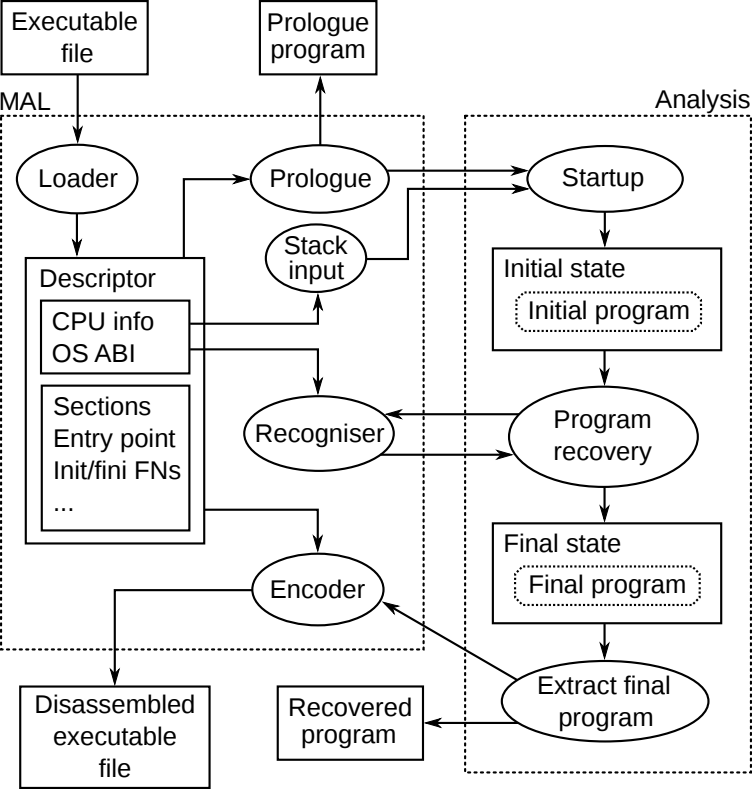 Executable
file
Prologue
program
MAL
Analysis
Loader
Prologue
Startup
Stack
input
Descriptor
CPU info
OS ABI
Sections
Entry point
Init/fini FNs
...
Initial state
Initial program
Recogniser
Program
recovery
Final state
Final program
Encoder
Extract final
program
Disassembled
executable
file
Recovered
program